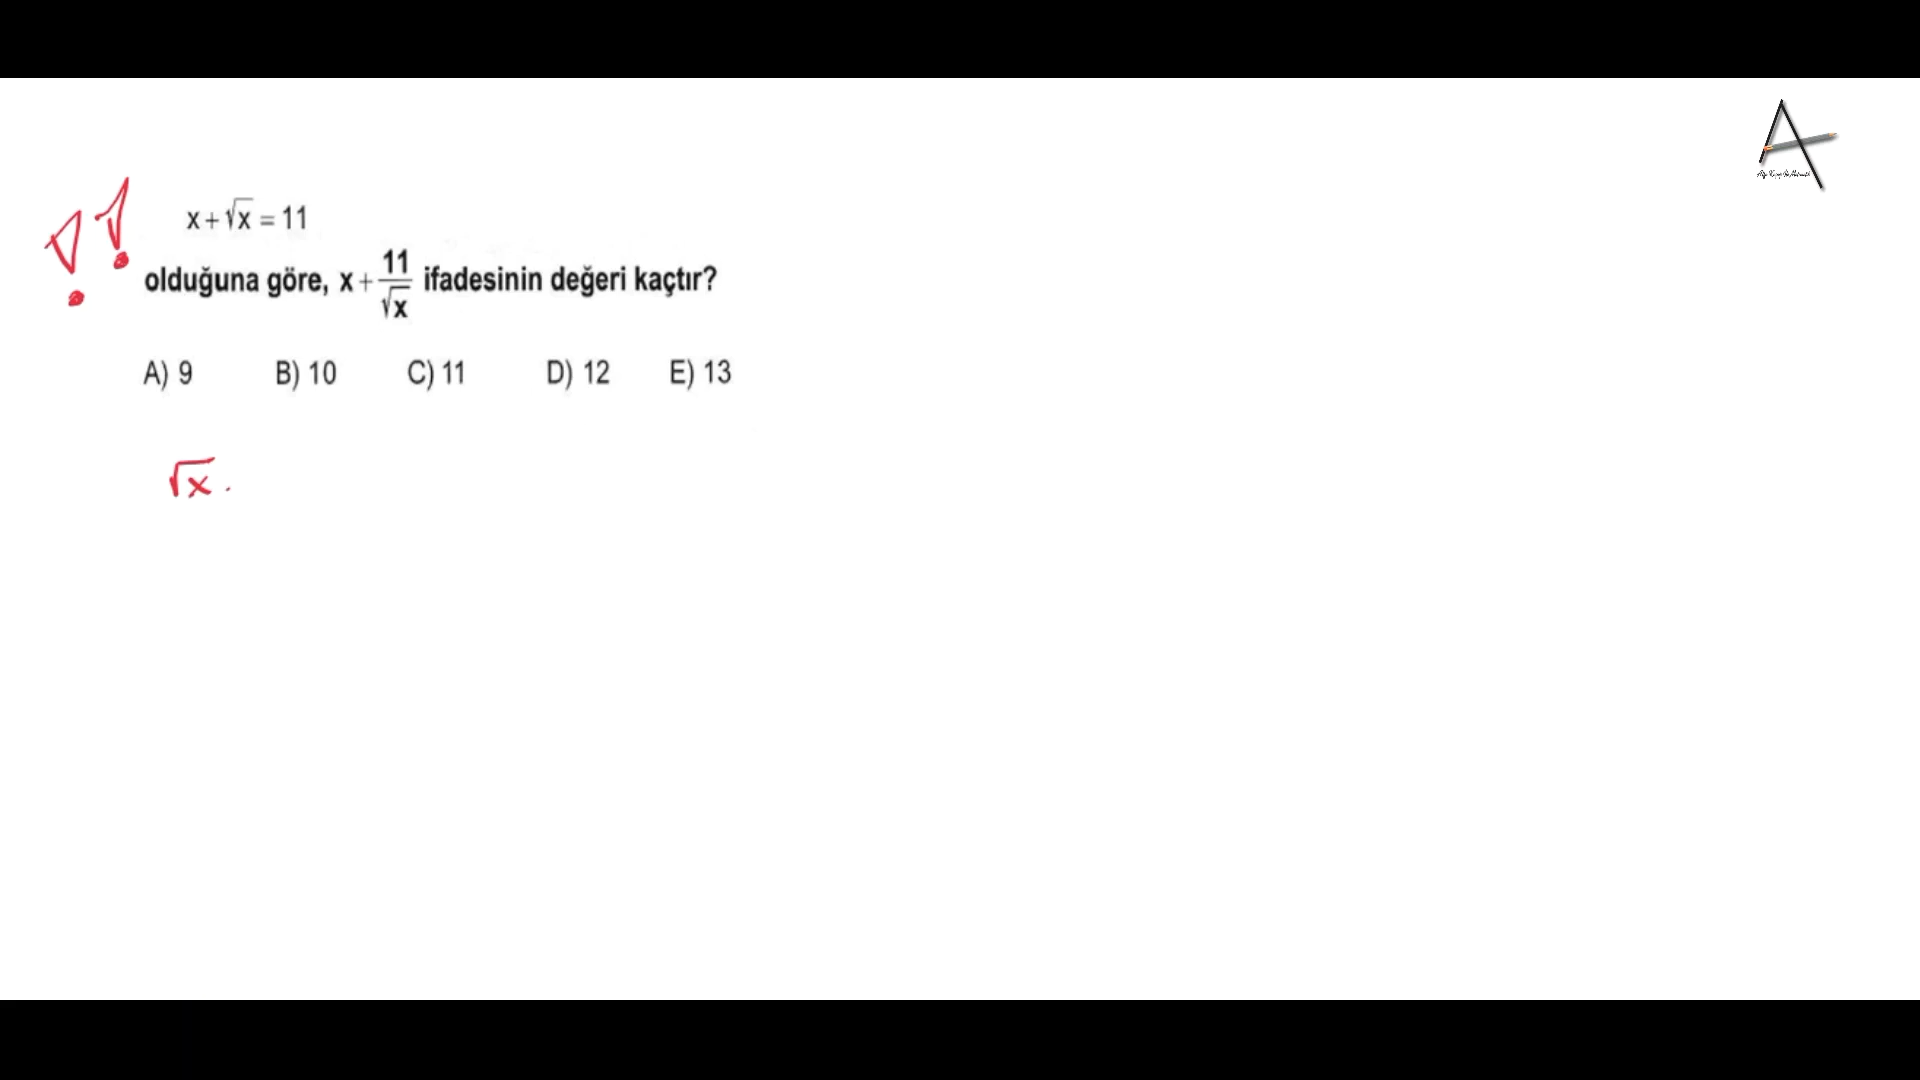 x + √x = 11
olduğuna göre, x + 11/√x ifadesinin değeri kaçtır?
A) 9 B) 10 C) 11 D) 12 E) 13
√x .